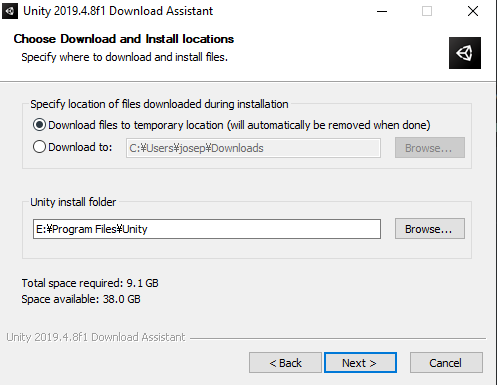 Unity 2019.4.8f1 Download Assistant
Choose Download and Install locations
Specify where to download and install files.
Specify location of files downloaded during installation
Download files to temporary location (will automatically be removed when done)
Download to:
C:¥Users¥josep¥Downloads
Browse...
Unity install folder
E:¥Program Files¥Unity
Browse...
Total space required: 9.1 GB
Space available: 38.0 GB
Unity 2019.4.8f1 Download Assistant
< Back
Next >
Cancel